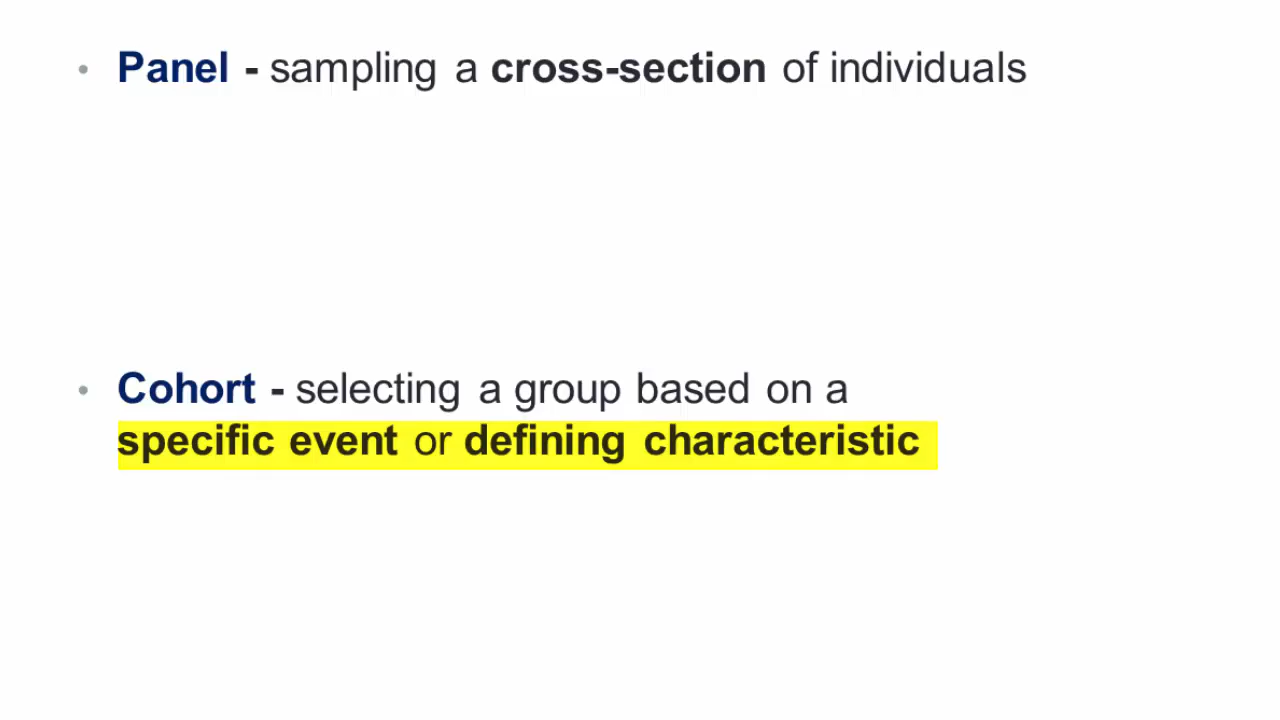 • Panel - sampling a cross-section of individuals
• Cohort - selecting a group based on a
specific event or defining characteristic